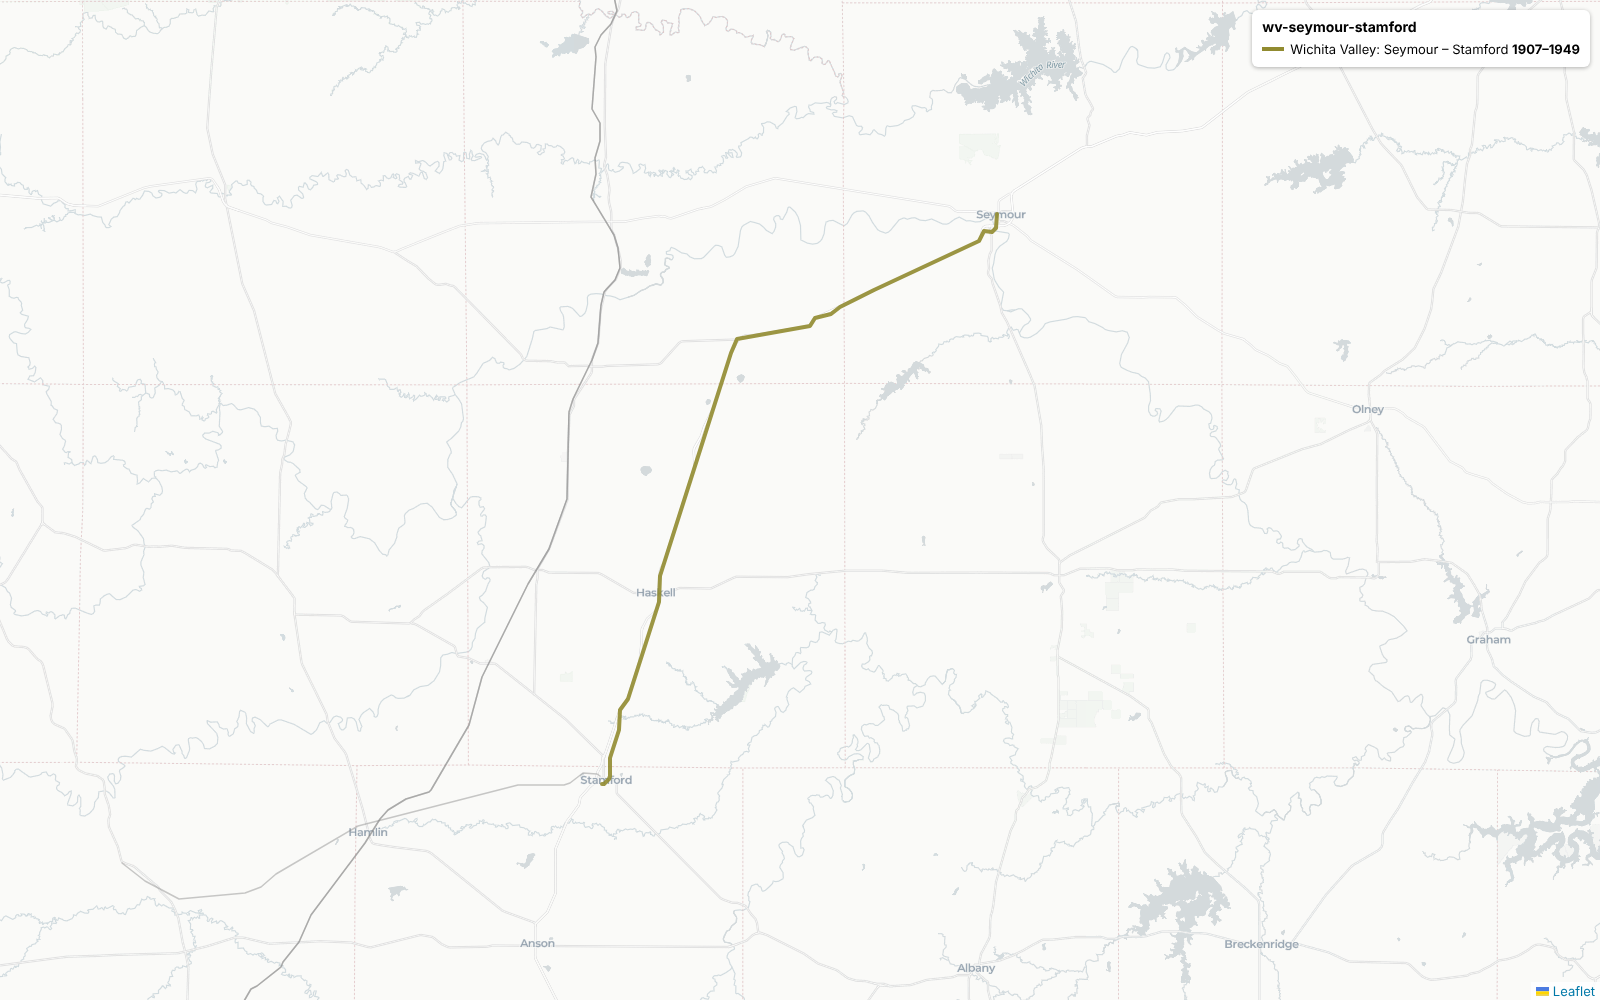 wv-seymour-stamford
Wichita Valley: Seymour – Stamford 1907–1949
Wichita River
Seymour
Olney
Haskell
Graham
Stamford
Hamlin
Anson
Breckenridge
Albany
Leaflet